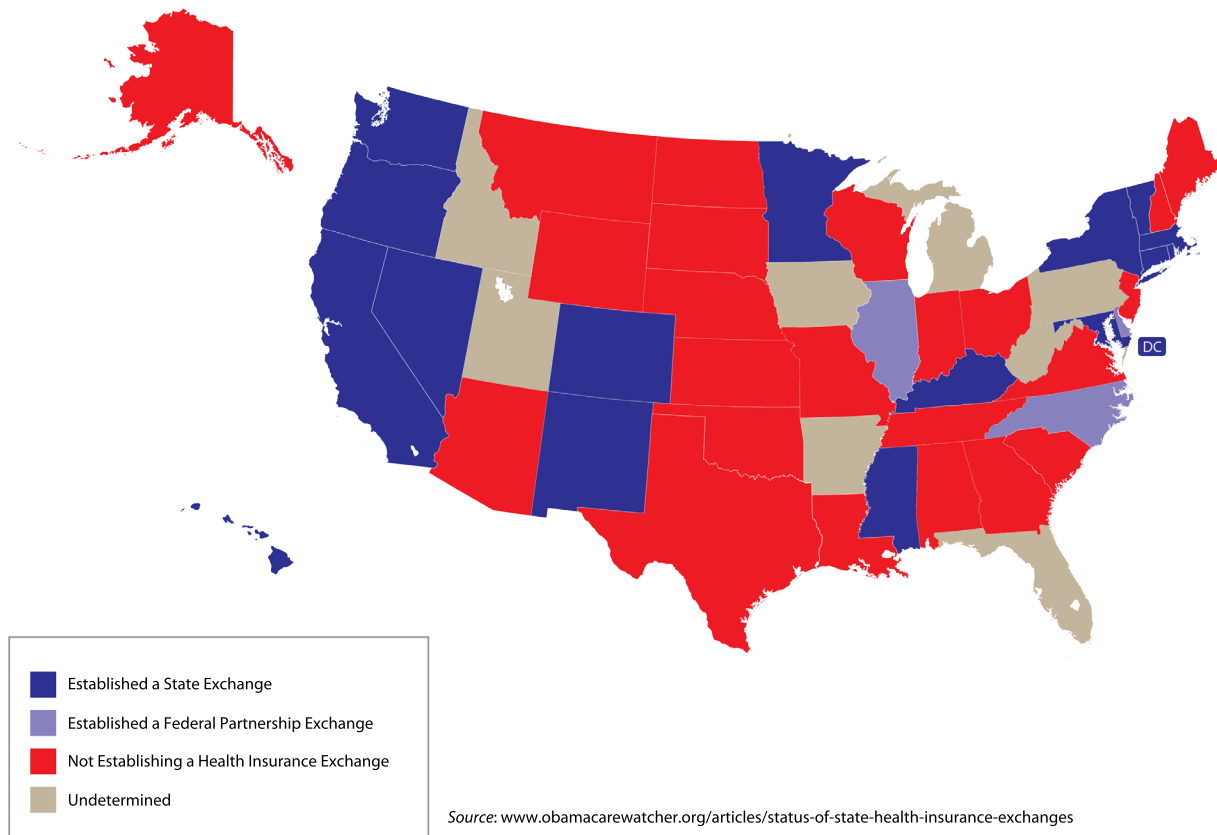 DC
Established a State Exchange
Established a Federal Partnership Exchange
Not Establishing a Health Insurance Exchange
Undetermined
Source: www.obamacarewatcher.org/articles/status-of-state-health-insurance-exchanges